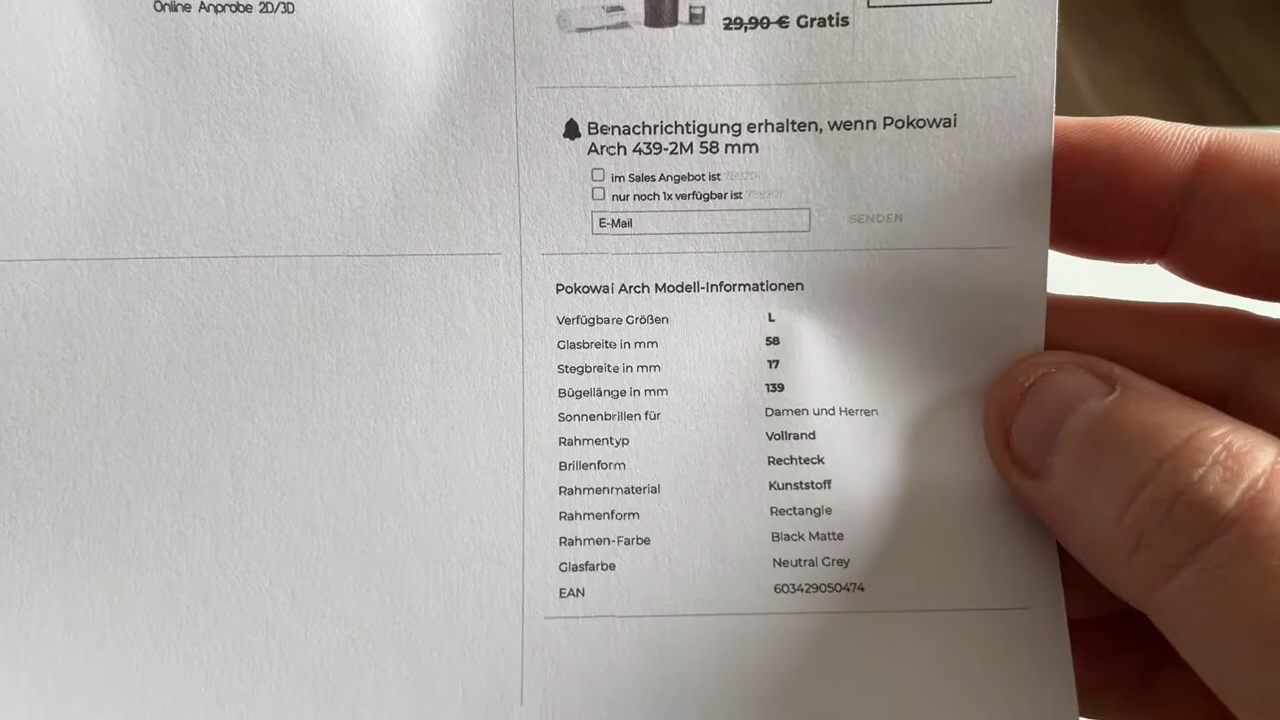 Online Anprobe 2D/3D
29,90 € Gratis
Benachrichtigung erhalten, wenn Pokowai
Arch 439-2M 58 mm
im Sales Angebot ist
nur noch 1x verfügbar ist
E-Mail
SENDEN
Pokowai Arch Modell-Informationen
Verfügbare Größen L
Glasbreite in mm 58
Stegbreite in mm 17
Bügellänge in mm 139
Sonnenbrillen für Damen und Herren
Rahmentyp Vollrand
Brillenform Rechteck
Rahmenmaterial Kunststoff
Rahmenform Rectangle
Rahmen-Farbe Black Matte
Glasfarbe Neutral Grey
EAN 603429050474